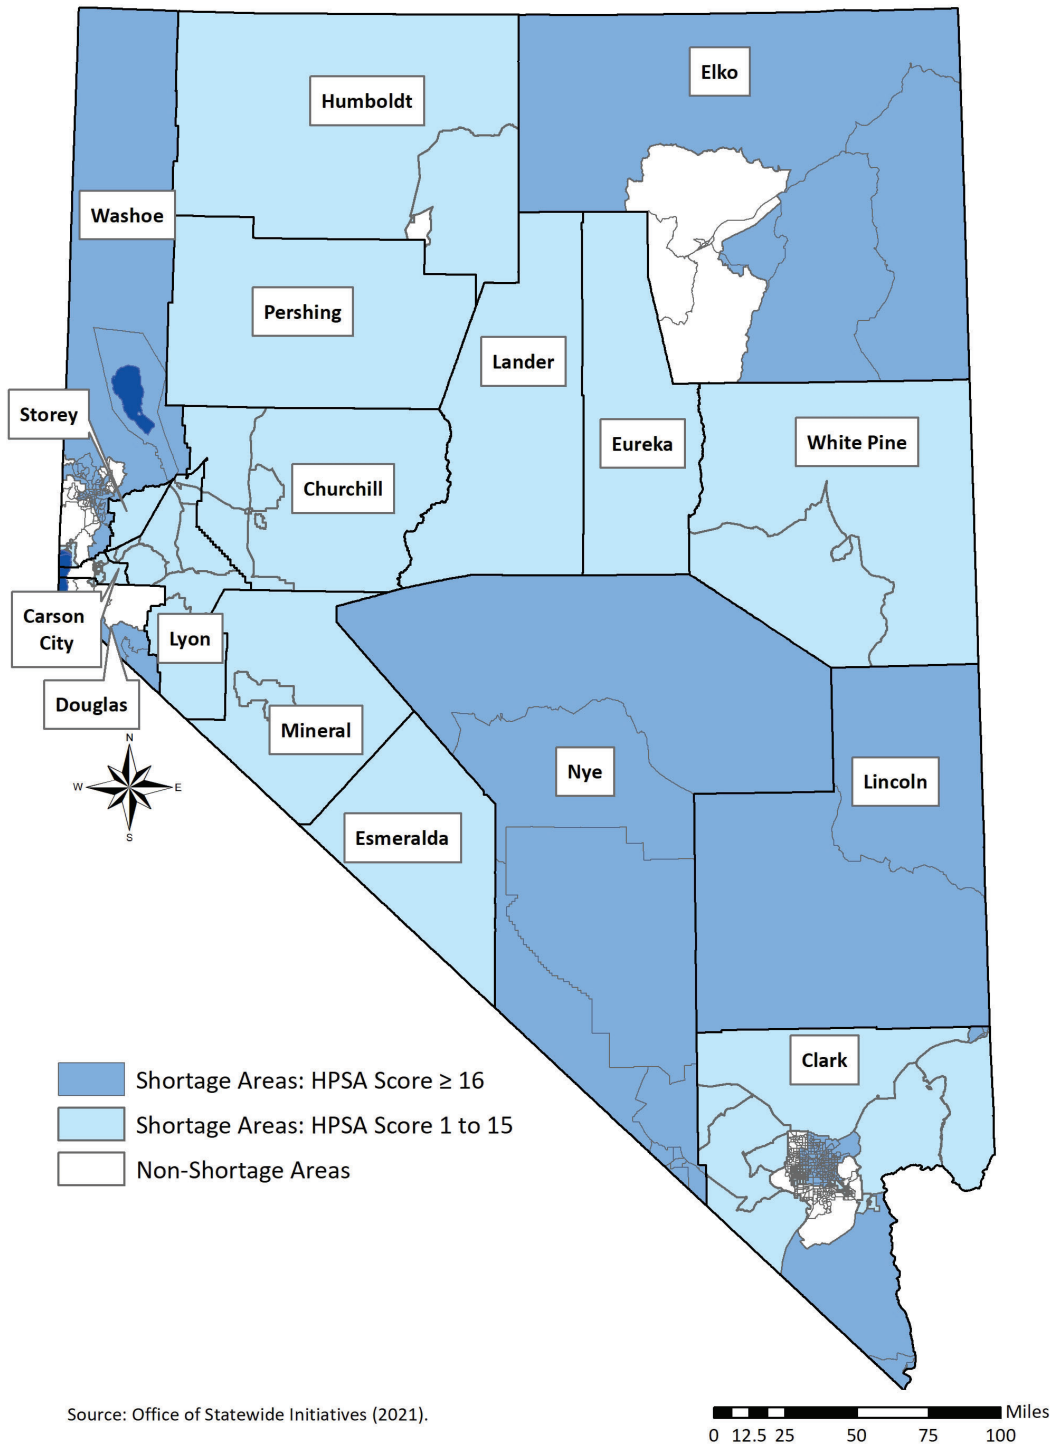 Elko
Humboldt
Washoe
Pershing
Lander
Storey
Eureka
White Pine
Churchill
Carson
City
Lyon
Douglas
Mineral
N
W
E
S
Nye
Lincoln
Esmeralda
Clark
Shortage Areas: HPSA Score ≥ 16
Shortage Areas: HPSA Score 1 to 15
Non-Shortage Areas
Source: Office of Statewide Initiatives (2021).
Miles
0 12.5 25 50 75 100